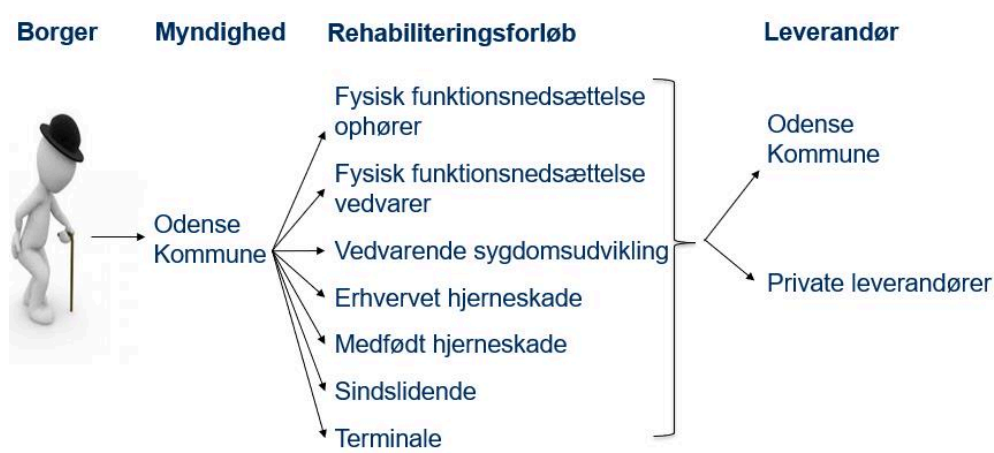 Borger
Myndighed
Rehabiliteringsforløb
Leverandør
Odense
Kommune
Fysisk funktionsnedsættelse
ophører
Fysisk funktionsnedsættelse
vedvarer
Vedvarende sygdomsudvikling
Erhvervet hjerneskade
Medfødt hjerneskade
Sindslidende
Terminale
Odense
Kommune
Private leverandører